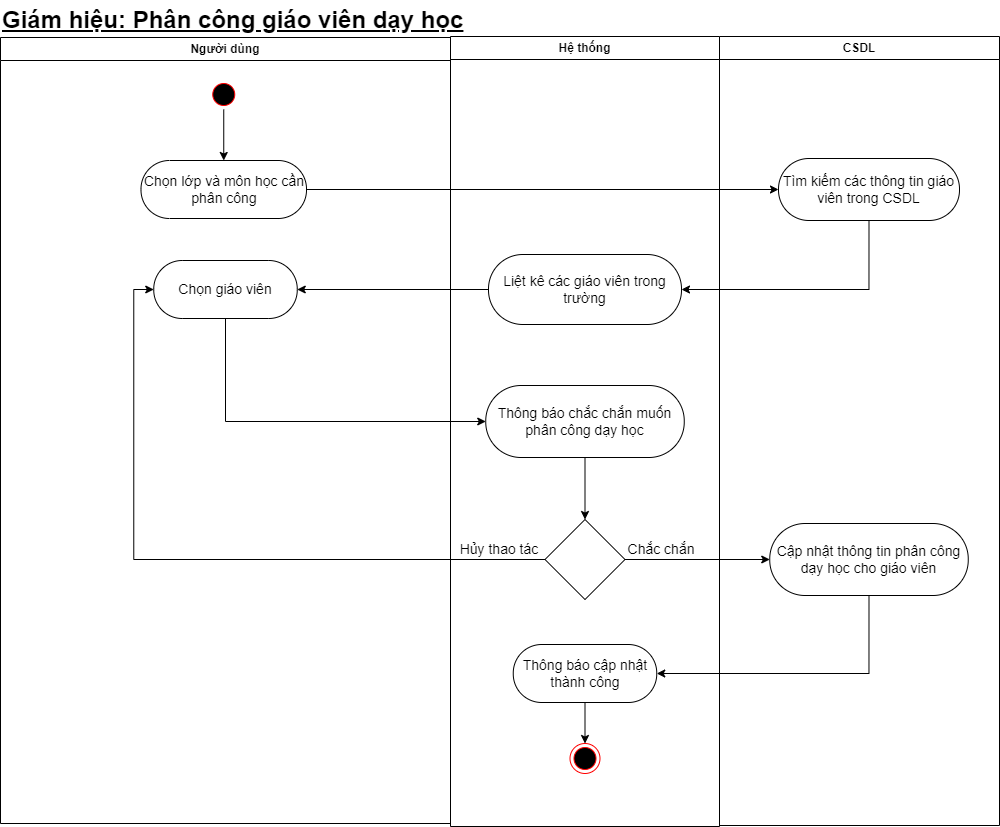 Giám hiệu: Phân công giáo viên dạy học
Người dùng
Hệ thống
CSDL
Chọn lớp và môn học cần
phân công
Tìm kiếm các thông tin giáo
viên trong CSDL
Chọn giáo viên
Liệt kê các giáo viên trong
trường
Thông báo chắc chắn muốn
phân công dạy học
Hủy thao tác
Chắc chắn
Cập nhật thông tin phân công
dạy học cho giáo viên
Thông báo cập nhật
thành công